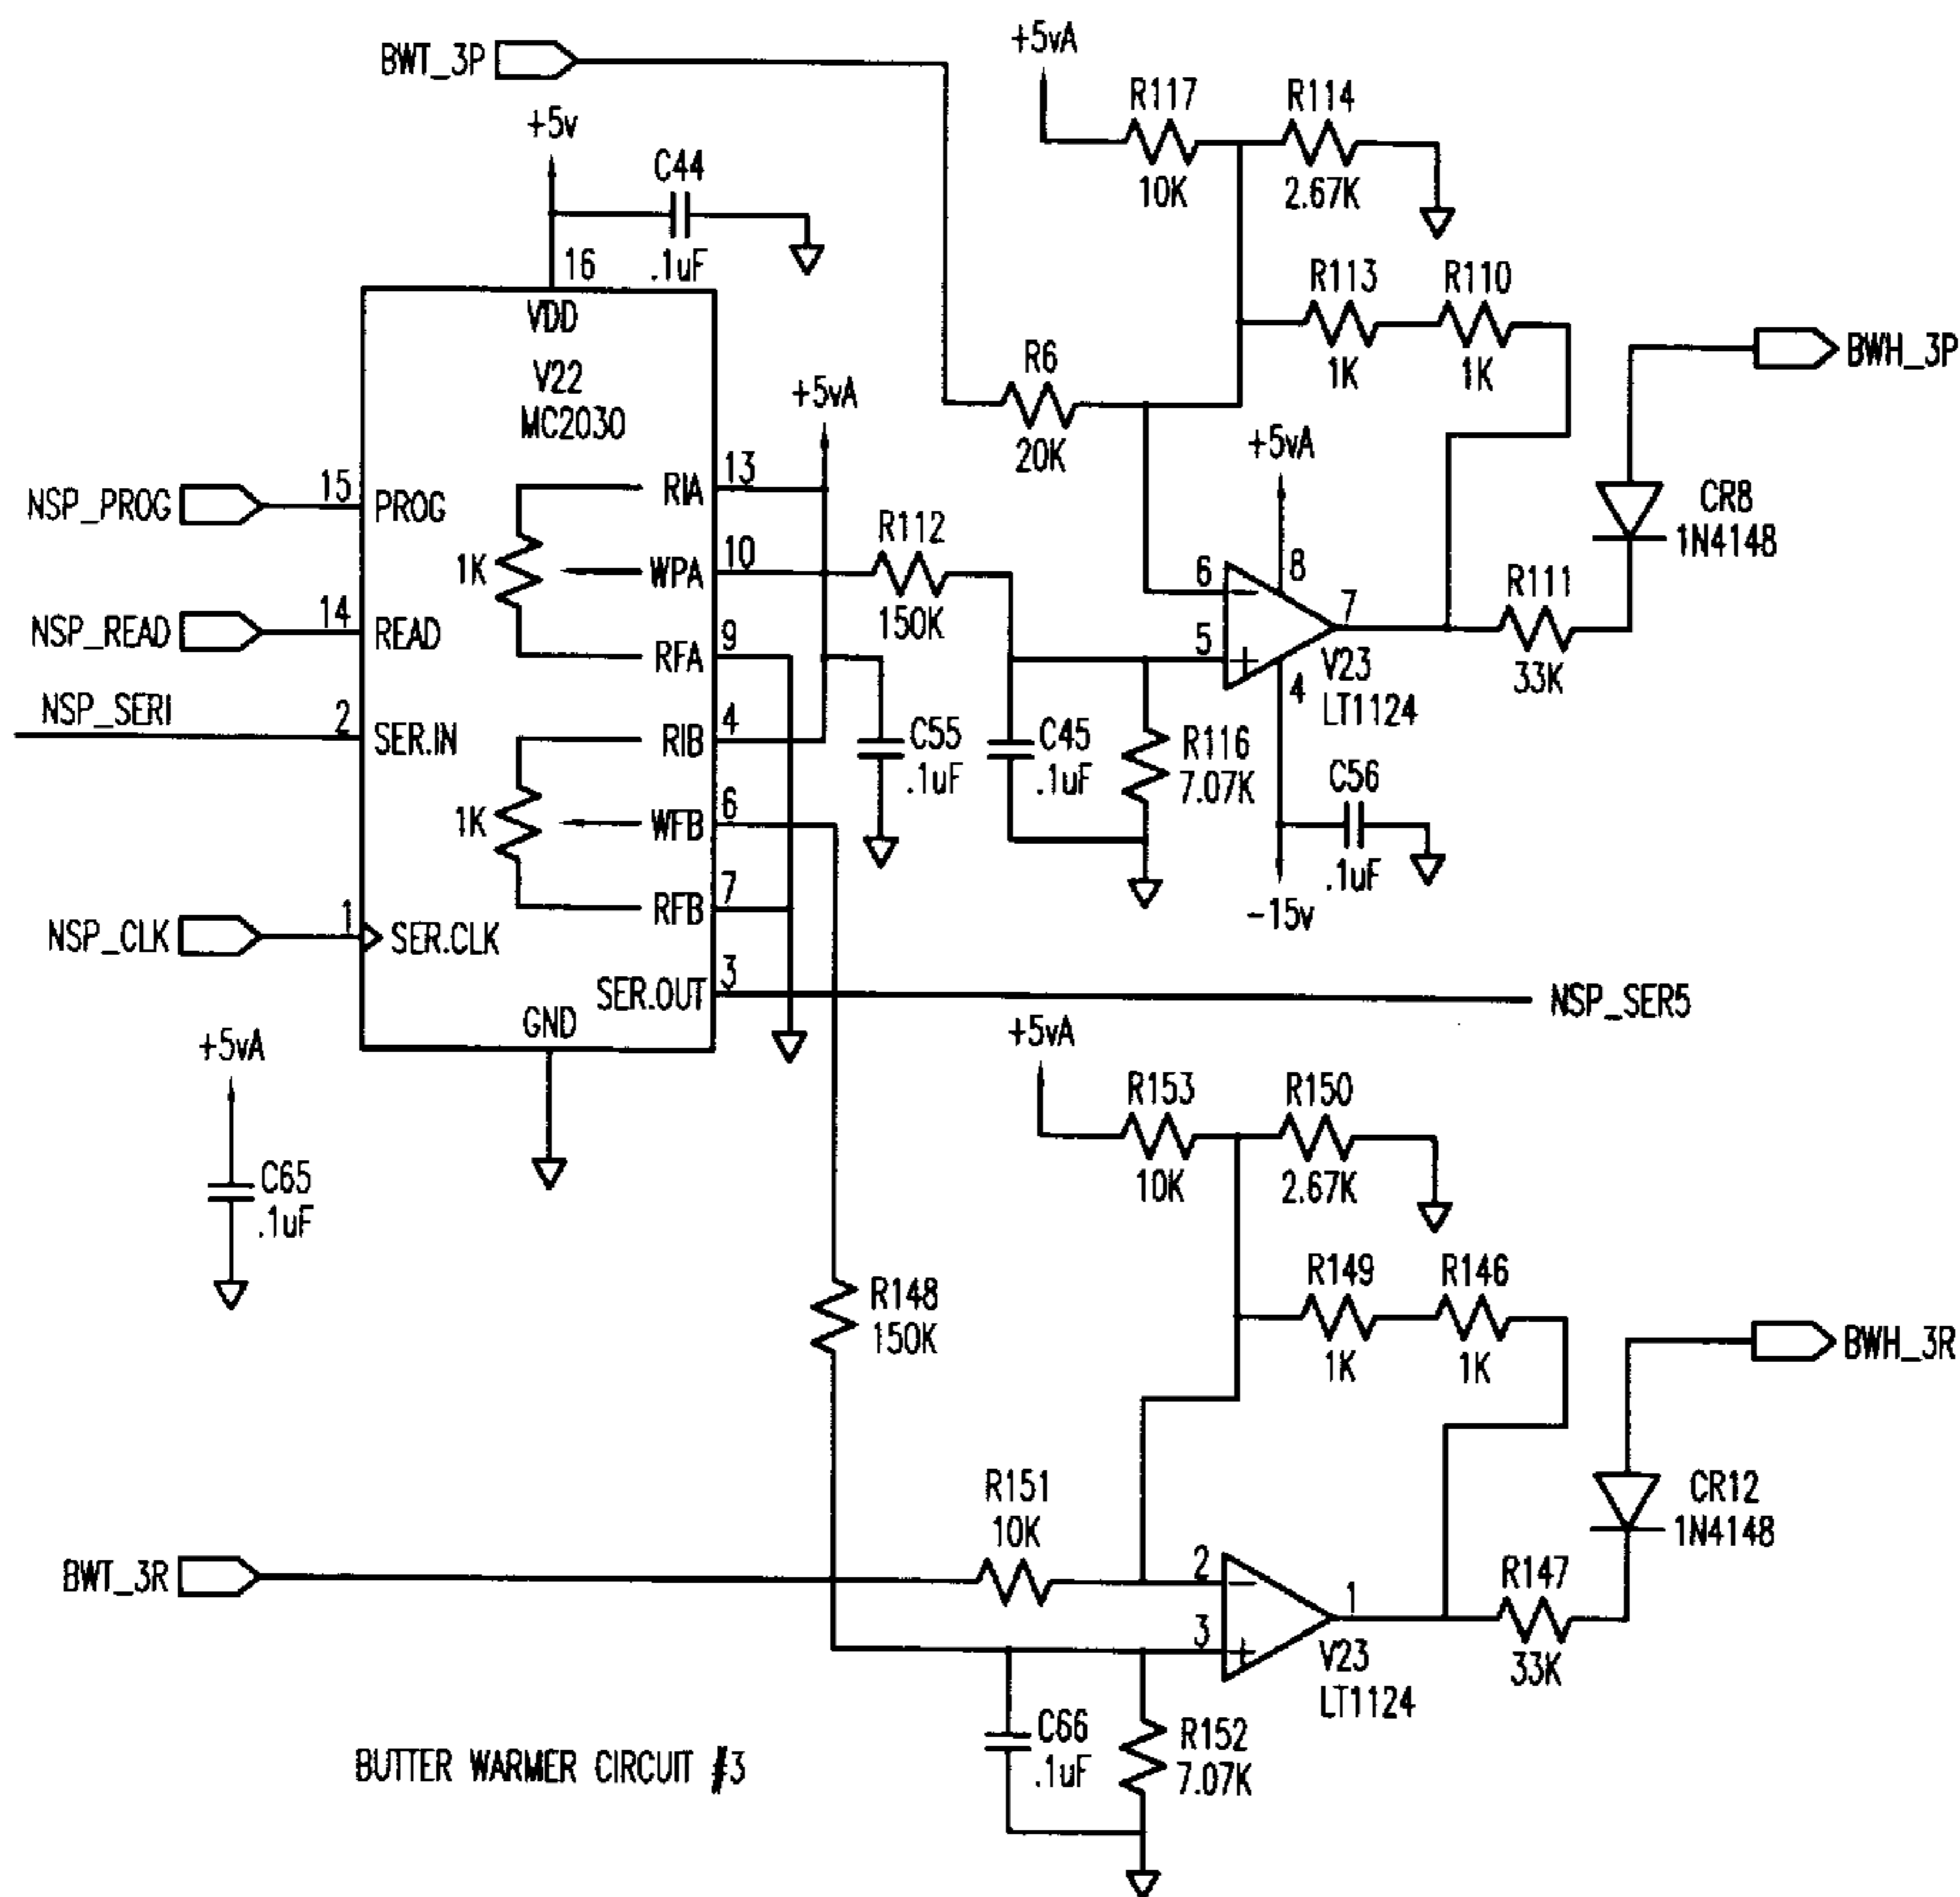 BWT_3P
+5vA
R117
R114
10K
2.67K
+5v
C44
.1uF
16
VDD
V22
MC2030
R113
R110
1K
1K
BWH_3P
R6
20K
+5vA
+5vA
CR8
1N4148
NSP_PROG
15
PROG
RIA
13
1K
WPA
10
R112
150K
6
8
7
R111
33K
NSP_READ
14
READ
RFA
9
5
V23
LT1124
4
NSP_SERI
2
SER.IN
RIB
4
C55
.1uF
C45
.1uF
R116
7.07K
C56
.1uF
1K
WFB
6
-15v
RFB
7
NSP_CLK
1
SER.CLK
SER.OUT
3
NSP_SER5
GND
+5vA
C65
.1uF
+5vA
R153
R150
10K
2.67K
R148
150K
R149
R146
1K
1K
BWH_3R
CR12
1N4148
BWT_3R
R151
10K
2
3
1
R147
33K
V23
LT1124
C66
.1uF
R152
7.07K
BUTTER WARMER CIRCUIT #3